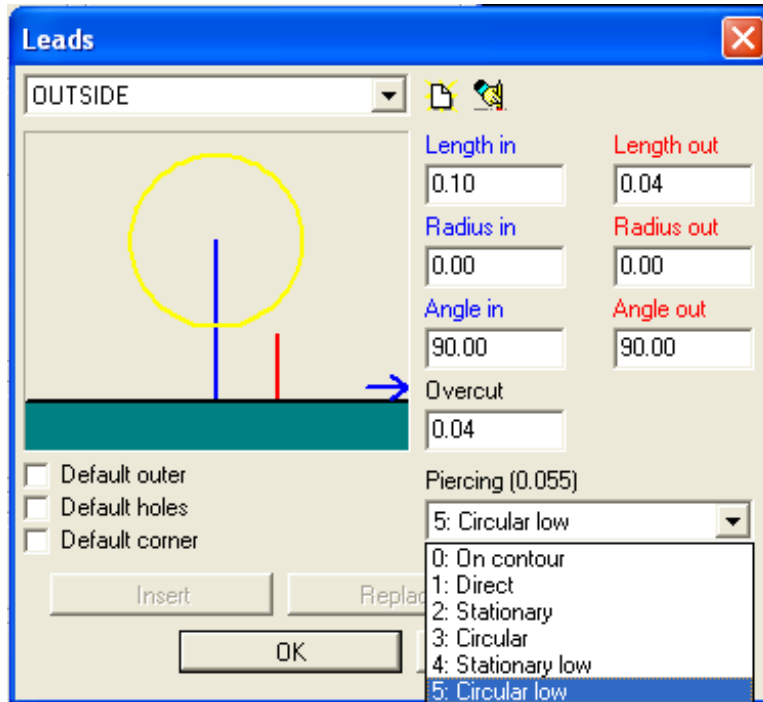 Leads
OUTSIDE
Length in Length out
0.10 0.04
Radius in Radius out
0.00 0.00
Angle in Angle out
90.00 90.00
Overcut
0.04
Default outer
Default holes
Default corner
Piercing (0.055)
5: Circular low
0: On contour
1: Direct
2: Stationary
3: Circular
4: Stationary low
5: Circular low
Insert
OK